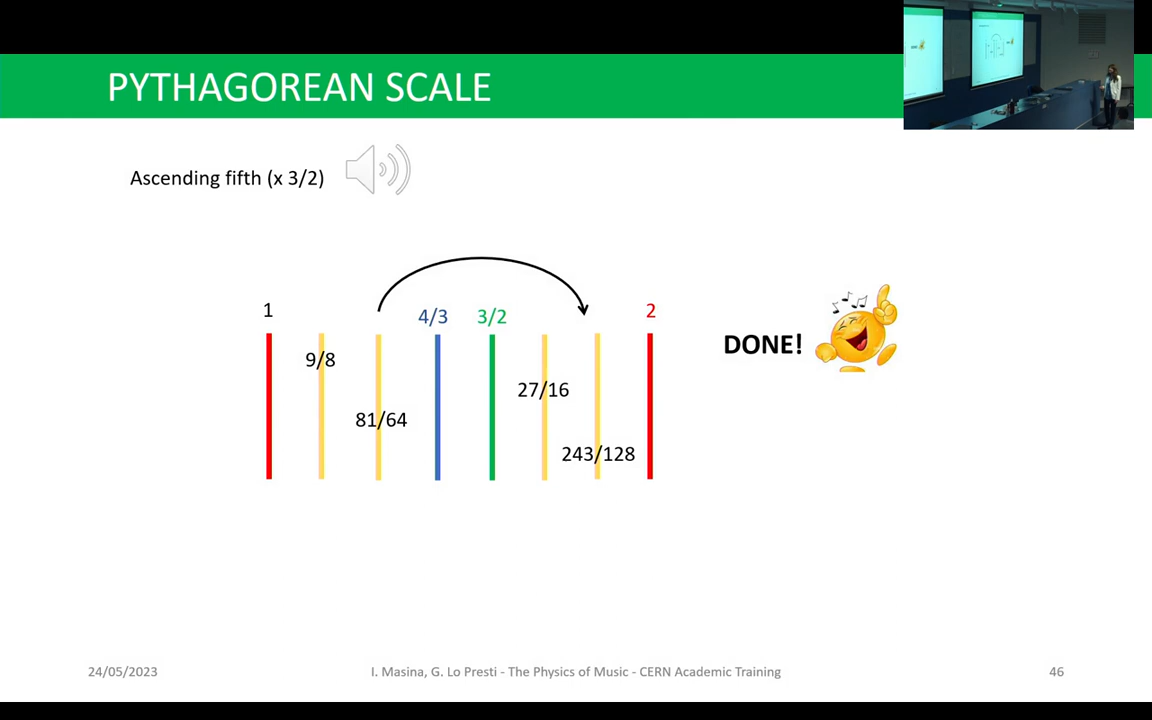 PYTHAGOREAN SCALE
Ascending fifth (x 3/2)
1
4/3
3/2
2
9/8
DONE!
27/16
81/64
243/128
24/05/2023
I. Masina, G. Lo Presti - The Physics of Music - CERN Academic Training
46